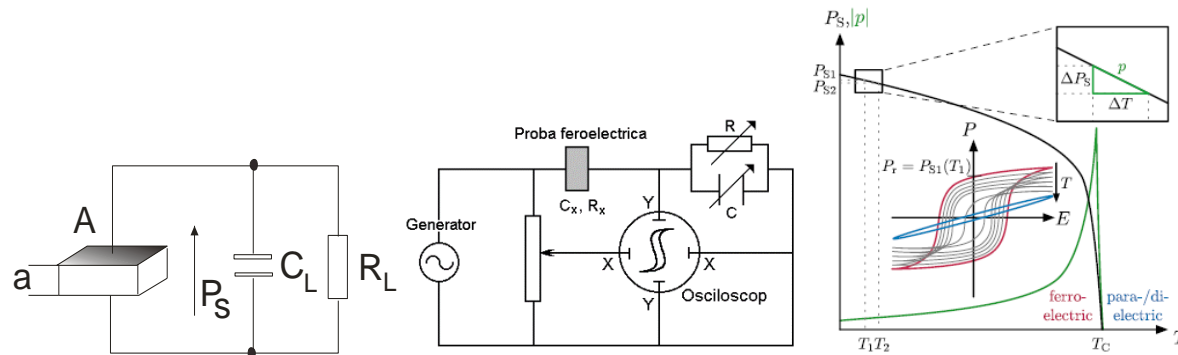 A
a
P_S
C_L
R_L
Proba feroelectrica
C_x, R_x
Generator
R
C
Y
X
X
Y
Osciloscop
P_S,|p|
P_S1
P_S2
ΔP_S
p
ΔT
P
P_r = P_S1(T_1)
T
E
ferro-
electric
para-/di-
electric
T_1
T_2
T_C
T